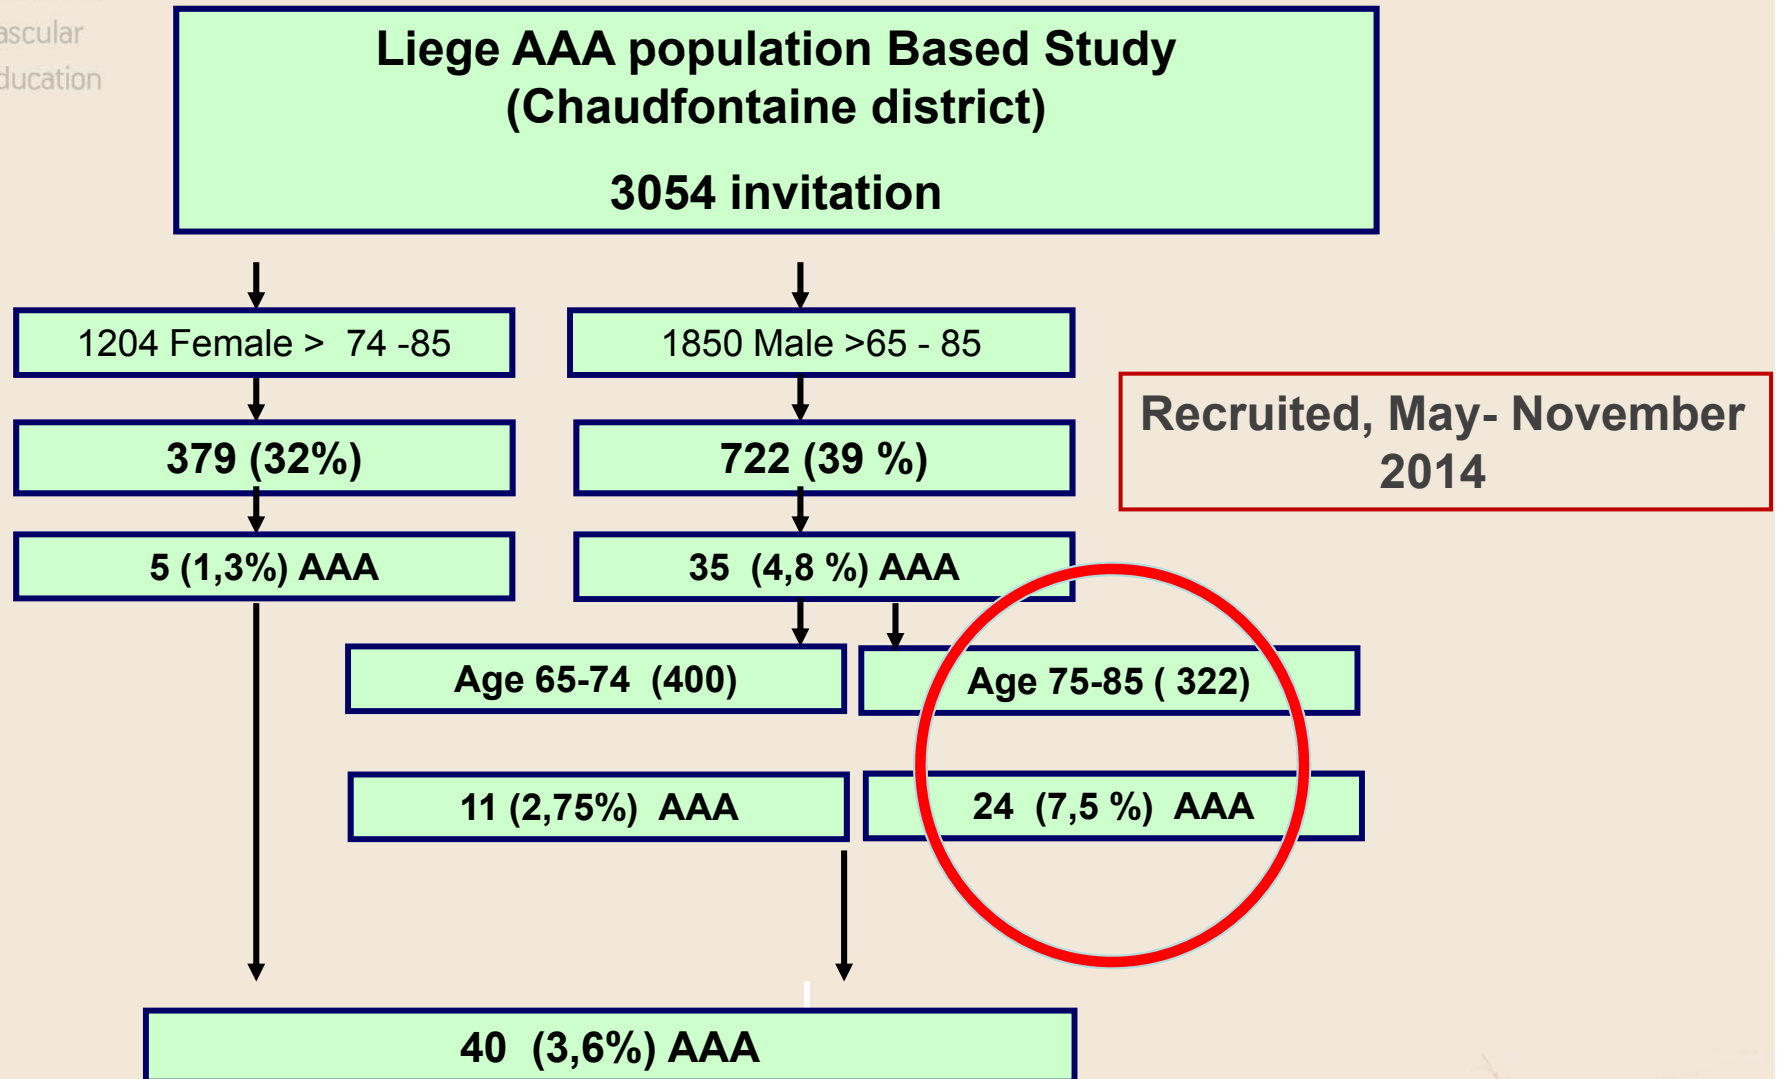 ascular
ducation
Liege AAA population Based Study
(Chaudfontaine district)
3054 invitation
1204 Female > 74 -85
1850 Male >65 - 85
379 (32%)
722 (39 %)
Recruited, May- November
2014
5 (1,3%) AAA
35 (4,8 %) AAA
Age 65-74 (400)
Age 75-85 ( 322)
11 (2,75%) AAA
24 (7,5 %) AAA
40 (3,6%) AAA